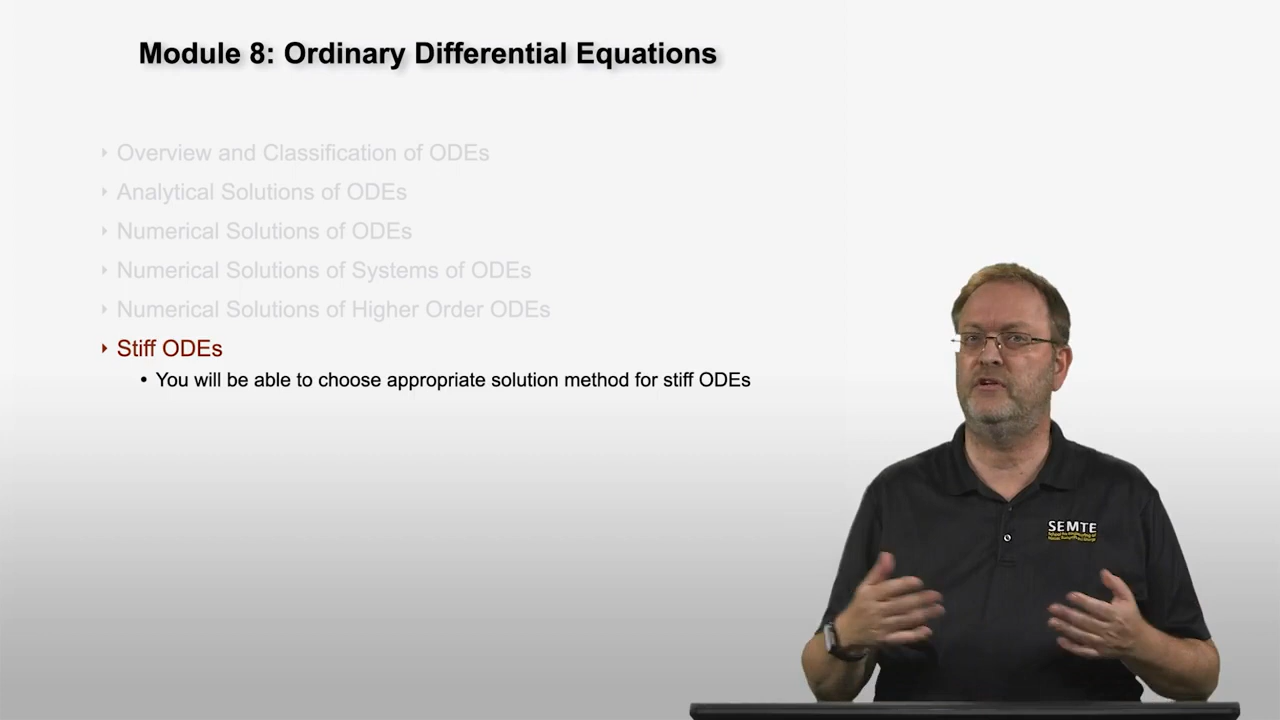 Module 8: Ordinary Differential Equations
Overview and Classification of ODEs
Analytical Solutions of ODEs
Numerical Solutions of ODEs
Numerical Solutions of Systems of ODEs
Numerical Solutions of Higher Order ODEs
Stiff ODEs
• You will be able to choose appropriate solution method for stiff ODEs
SEMTE